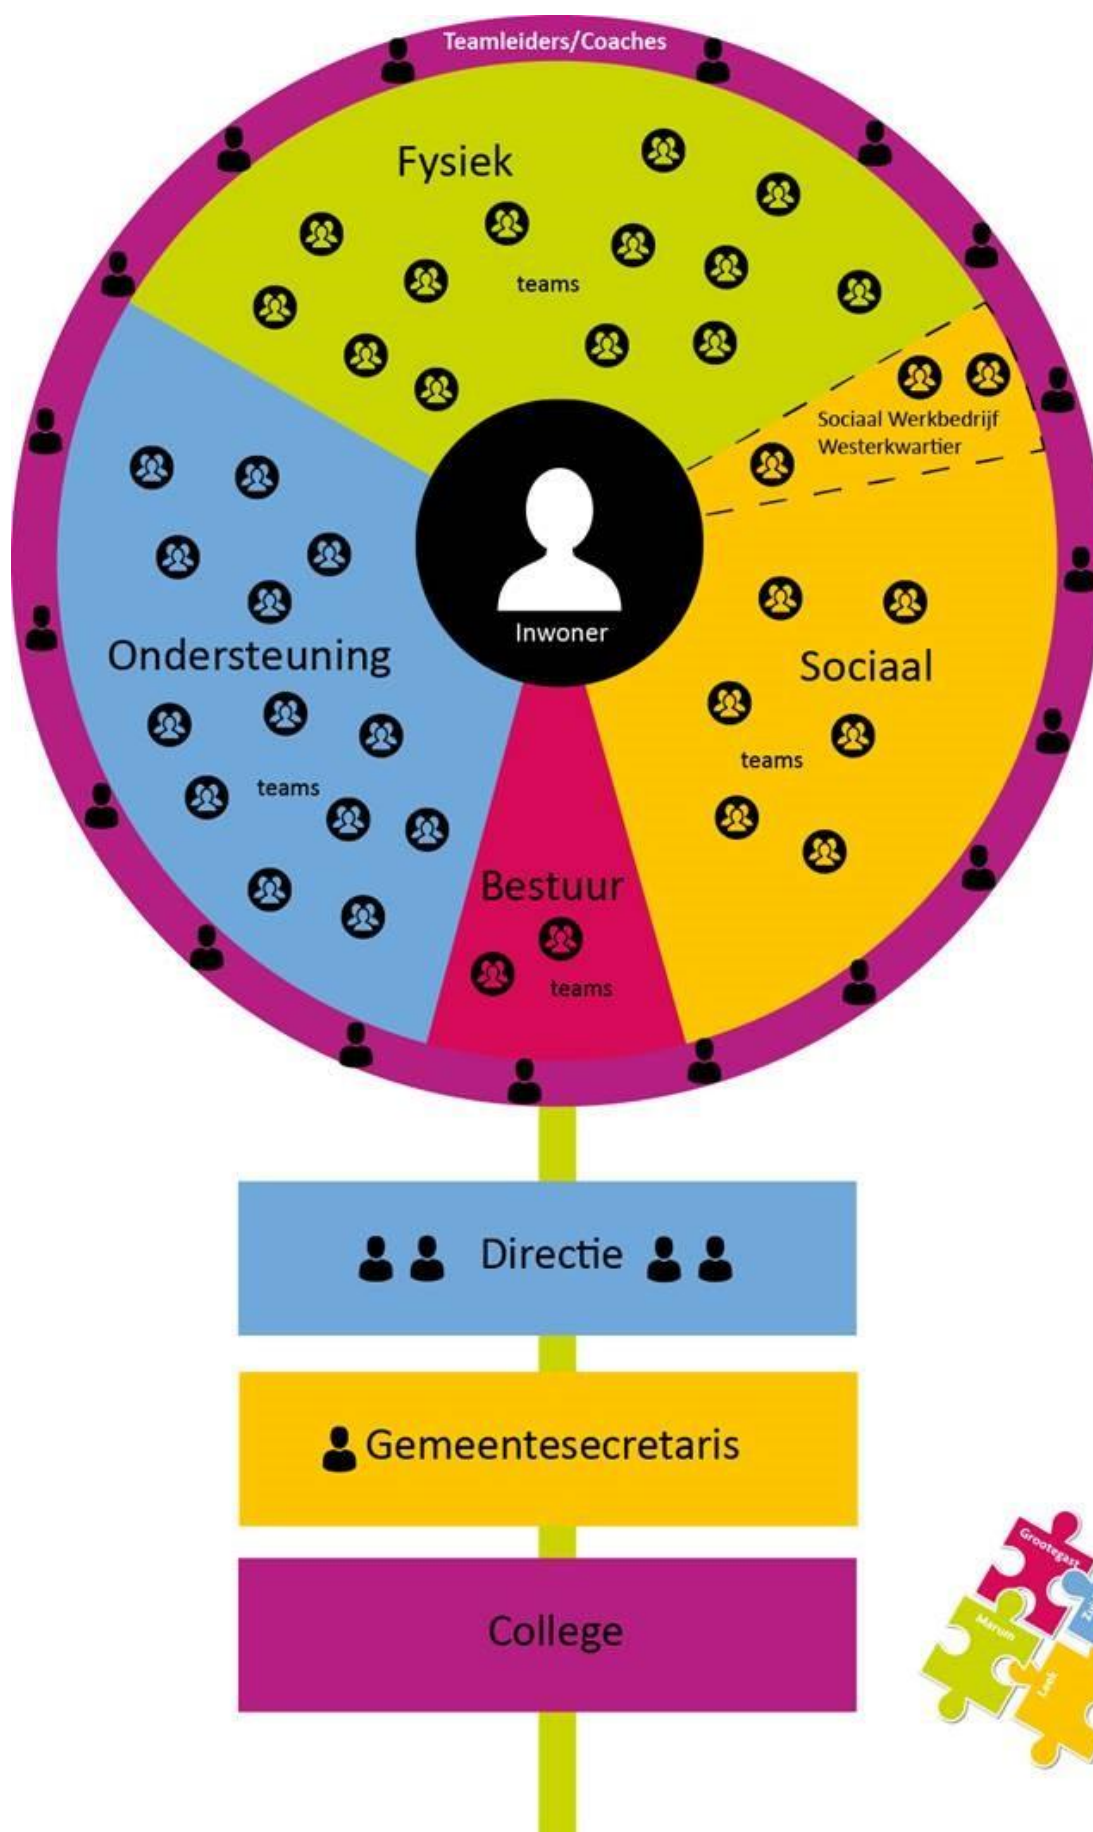 Teamleiders/Coaches
Fysiek
teams
Sociaal Werkbedrijf
Westerkwartier
Inwoner
Ondersteuning
teams
Sociaal
teams
Bestuur
teams
Directie
Gemeentesecretaris
College
Grootegast
Marum
Leek